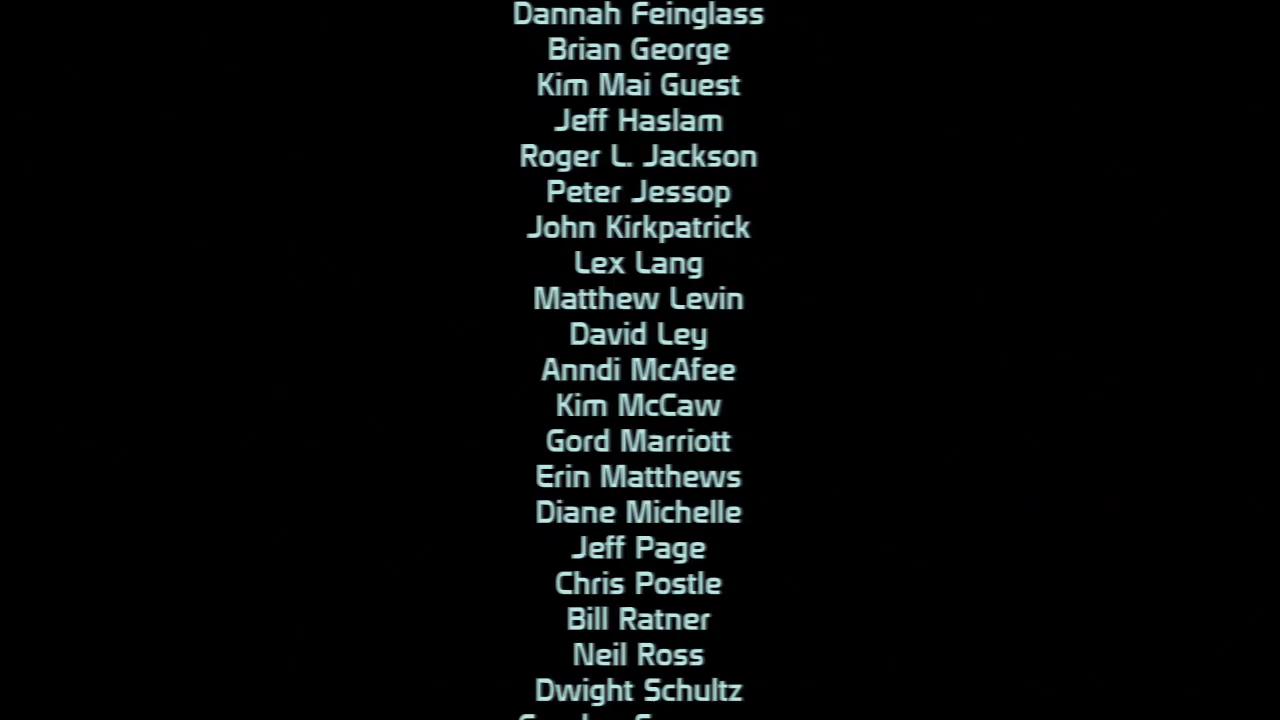 Dannah Feinglass
Brian George
Kim Mai Guest
Jeff Haslam
Roger L. Jackson
Peter Jessop
John Kirkpatrick
Lex Lang
Matthew Levin
David Ley
Anndi McAfee
Kim McCaw
Gord Marriott
Erin Matthews
Diane Michelle
Jeff Page
Chris Postle
Bill Ratner
Neil Ross
Dwight Schultz